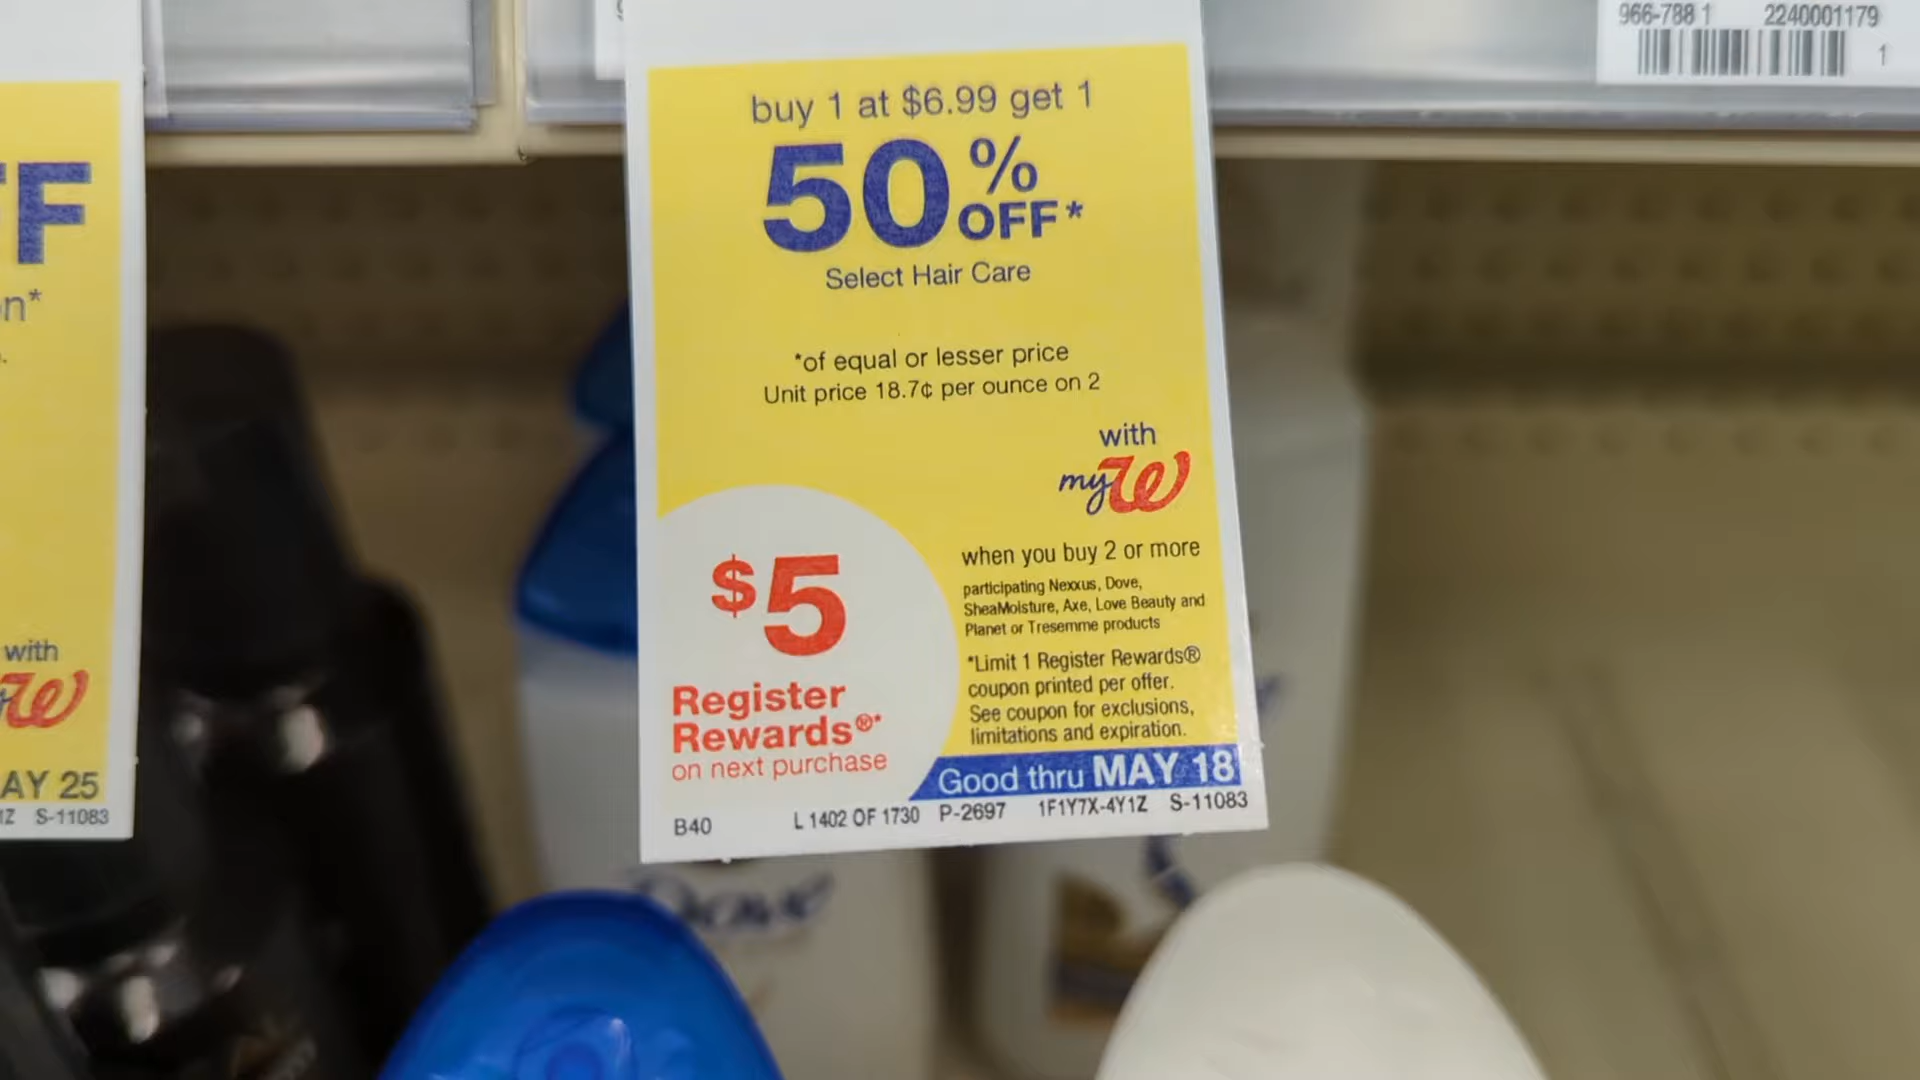 966-788 1 2240001179
1
buy 1 at $6.99 get 1
50% OFF*
Select Hair Care
*of equal or lesser price
Unit price 18.7¢ per ounce on 2
with
myW
$5
Register
Rewards®*
on next purchase
when you buy 2 or more
participating Nexxus, Dove,
SheaMoisture, Axe, Love Beauty and
Planet or Tresemme products
*Limit 1 Register Rewards®
coupon printed per offer.
See coupon for exclusions,
limitations and expiration.
Good thru MAY 18
B40 L 1402 OF 1730 P-2697 1F1Y7X-4Y1Z S-11083
FF
n*
with
W
AY 25
1Z S-11083
Dove